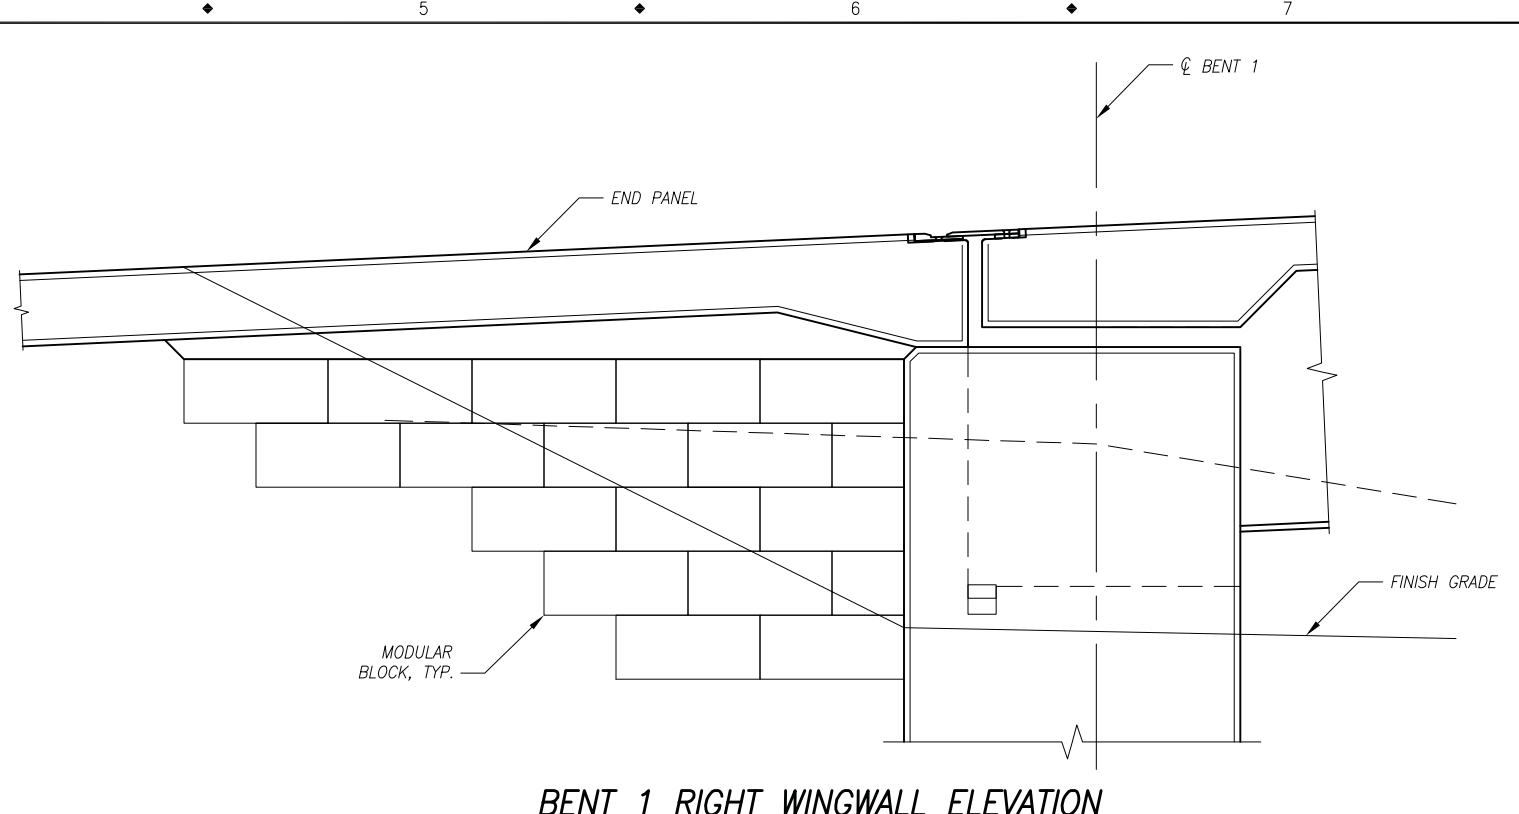 5 6 7
℄ BENT 1
END PANEL
FINISH GRADE
MODULAR
BLOCK, TYP.
BENT 1 RIGHT WINGWALL ELEVATION